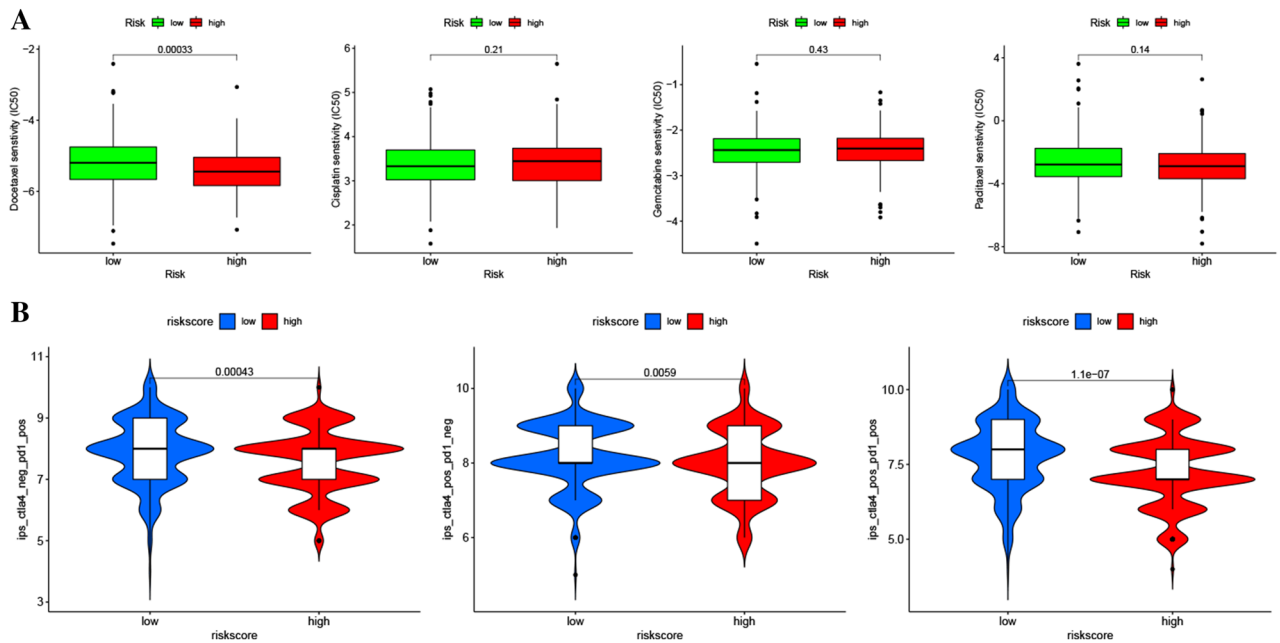 A
Risk low high
0.00033
Docetaxel senstivity (IC50)
−2
−4
−6
low high
Risk
Risk low high
0.21
Cisplatin senstivity (IC50)
6
5
4
3
2
low high
Risk
Risk low high
0.43
Gemcitabine senstivity (IC50)
−1
−2
−3
−4
low high
Risk
Risk low high
0.14
Paclitaxel senstivity (IC50)
4
0
−4
−8
low high
Risk
B
riskscore low high
0.00043
ips_ctla4_neg_pd1_pos
11
9
7
5
3
low high
riskscore
riskscore low high
0.0059
ips_ctla4_pos_pd1_neg
10
8
6
low high
riskscore
riskscore low high
1.1e−07
ips_ctla4_pos_pd1_pos
10.0
7.5
5.0
low high
riskscore